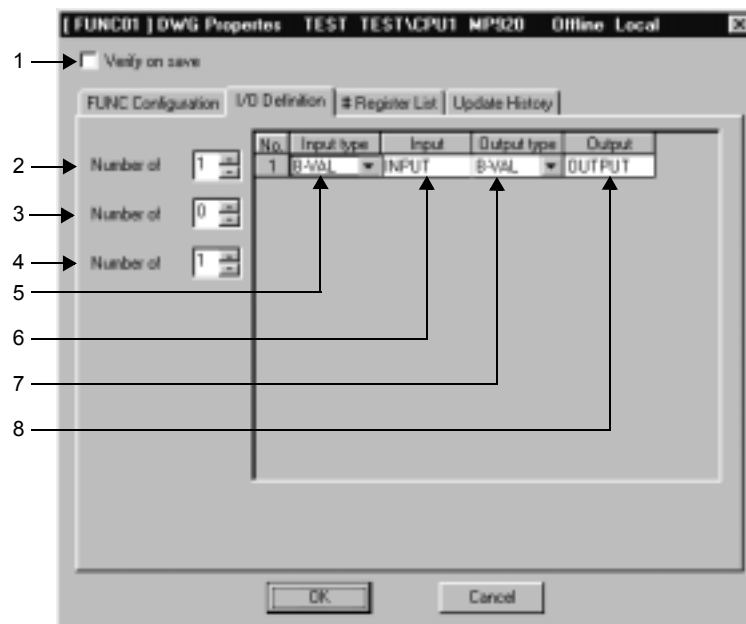 [ FUNC01 ] DWG Propertes TEST TEST\CPU1 MP920 Offline Local
1
Verify on save
FUNC Configuration I/O Definition # Register List Update History
No. Input type Input Output type Output
2 Number of 1 1 B-VAL INPUT B-VAL OUTPUT
3 Number of 0
4 Number of 1
5
6
7
8
OK Cancel